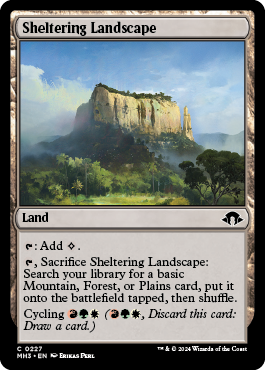 Sheltering Landscape
Land
: Add .
, Sacrifice Sheltering Landscape:
Search your library for a basic
Mountain, Forest, or Plains card, put it
onto the battlefield tapped, then shuffle.
Cycling (, Discard this card:
Draw a card.)
C 0227
MH3 • EN Erikas Perl
™ & © 2024 Wizards of the Coast